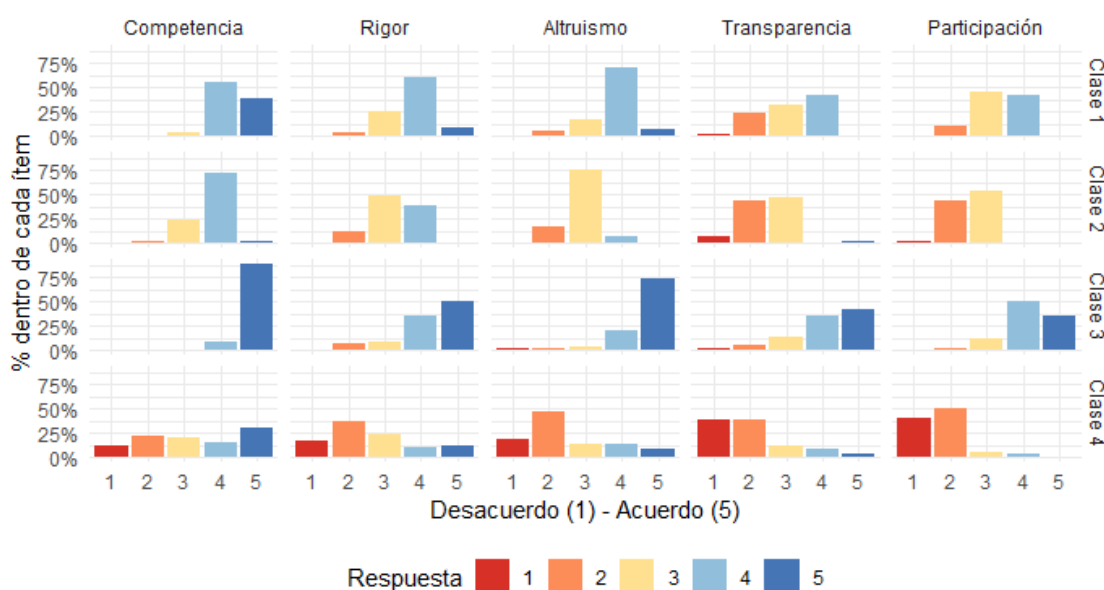 Competencia Rigor Altruismo Transparencia Participación
75%
50%
25%
0%
Clase 1
75%
50%
25%
0%
Clase 2
75%
50%
25%
0%
Clase 3
75%
50%
25%
0%
Clase 4
% dentro de cada ítem
1 2 3 4 5 1 2 3 4 5 1 2 3 4 5 1 2 3 4 5 1 2 3 4 5
Desacuerdo (1) - Acuerdo (5)
Respuesta 1 2 3 4 5